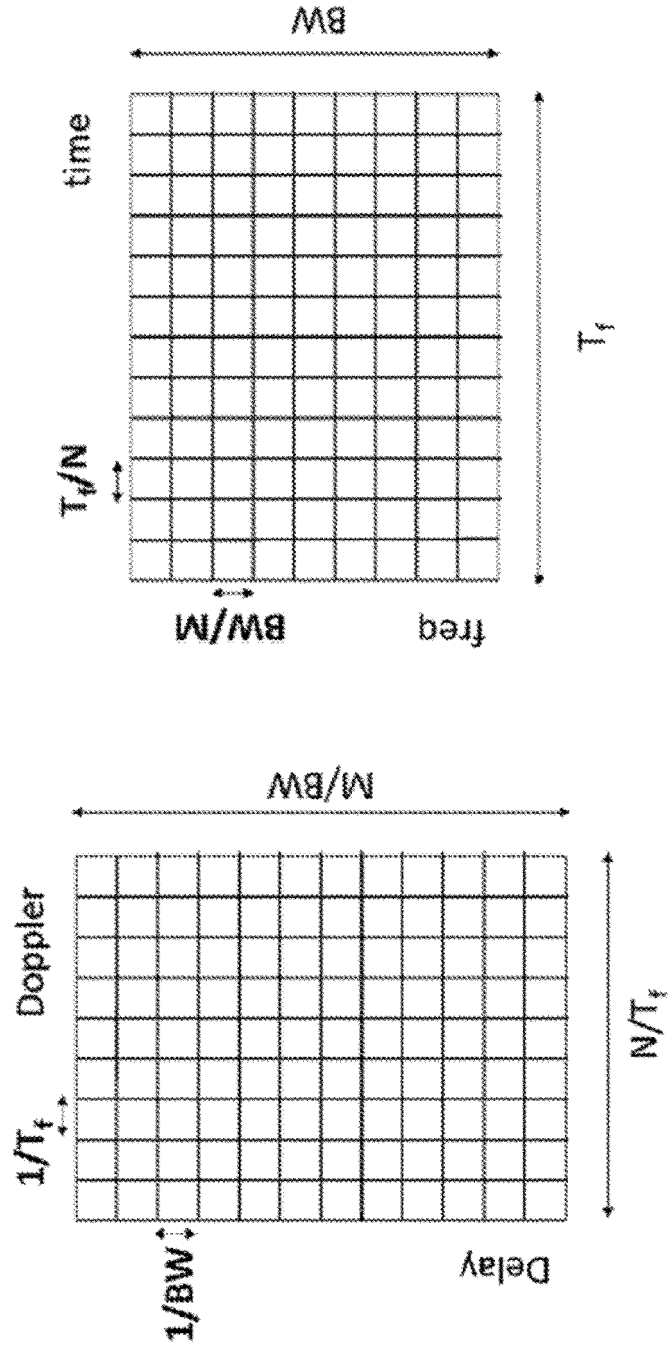 BW
time
T_f/N
BW/M
freq
T_f
M/BW
Doppler
1/T_f
1/BW
Delay
N/T_f